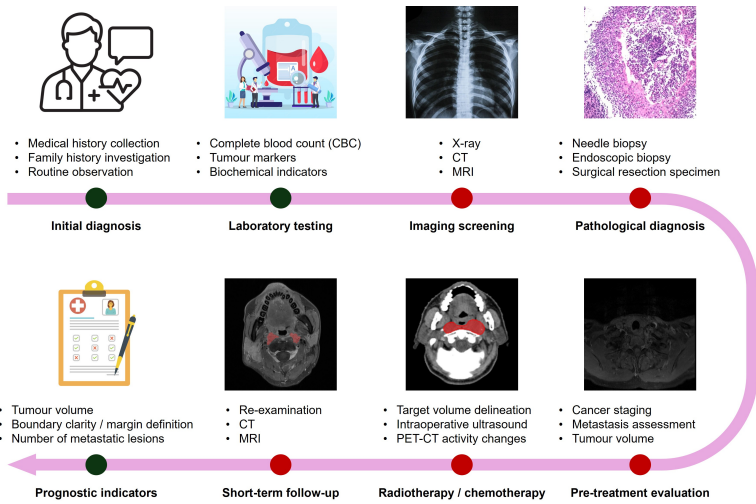 • Medical history collection
• Family history investigation
• Routine observation
• Complete blood count (CBC)
• Tumour markers
• Biochemical indicators
• X-ray
• CT
• MRI
• Needle biopsy
• Endoscopic biopsy
• Surgical resection specimen
Initial diagnosis
Laboratory testing
Imaging screening
Pathological diagnosis
• Tumour volume
• Boundary clarity / margin definition
• Number of metastatic lesions
• Re-examination
• CT
• MRI
• Target volume delineation
• Intraoperative ultrasound
• PET-CT activity changes
• Cancer staging
• Metastasis assessment
• Tumour volume
Prognostic indicators
Short-term follow-up
Radiotherapy / chemotherapy
Pre-treatment evaluation